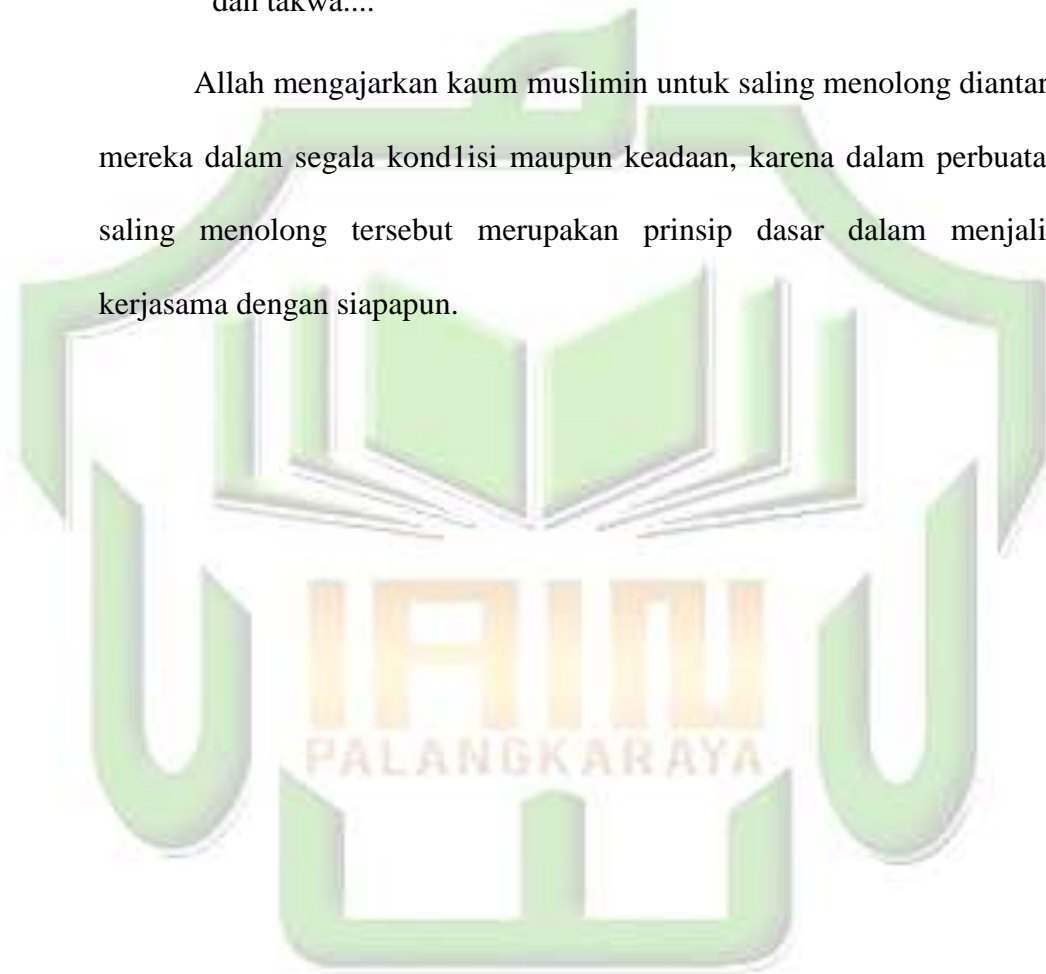 dan takwa....
Allah mengajarkan kaum muslimin untuk saling menolong diantar
mereka dalam segala kond1isi maupun keadaan, karena dalam perbuata
saling menolong tersebut merupakan prinsip dasar dalam menjali
kerjasama dengan siapapun.
IAIN
PALANGKARAYA